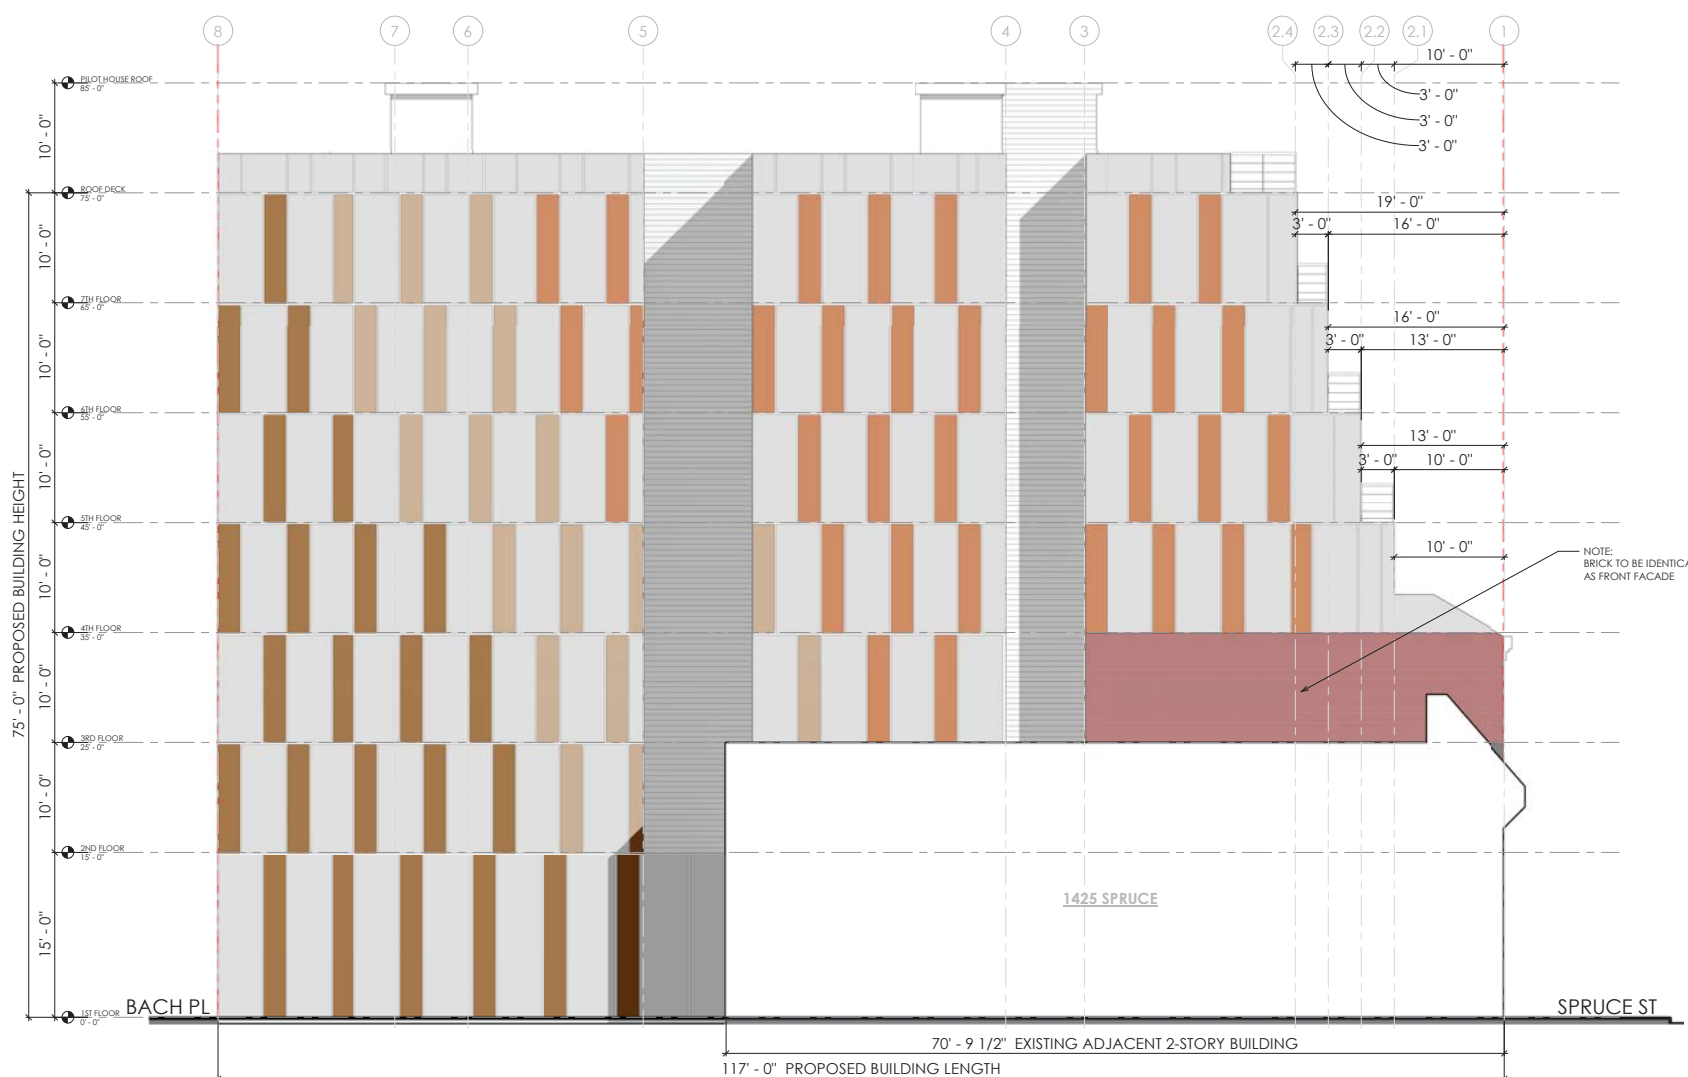 8
7
6
5
4
3
2.4
2.3
2.2
2.1
1
10' - 0"
3' - 0"
3' - 0"
3' - 0"
PILOT HOUSE ROOF
85' - 0"
10' - 0"
ROOF DECK
75' - 0"
19' - 0"
3' - 0"
16' - 0"
10' - 0"
7TH FLOOR
65' - 0"
16' - 0"
3' - 0"
13' - 0"
10' - 0"
6TH FLOOR
55' - 0"
13' - 0"
3' - 0"
10' - 0"
10' - 0"
5TH FLOOR
45' - 0"
10' - 0"
NOTE:
BRICK TO BE IDENTICA
AS FRONT FACADE
10' - 0"
4TH FLOOR
35' - 0"
10' - 0"
75' - 0" PROPOSED BUILDING HEIGHT
3RD FLOOR
25' - 0"
10' - 0"
2ND FLOOR
15' - 0"
15' - 0"
1425 SPRUCE
BACH PL
1ST FLOOR
0' - 0"
SPRUCE ST
70' - 9 1/2" EXISTING ADJACENT 2-STORY BUILDING
117' - 0" PROPOSED BUILDING LENGTH